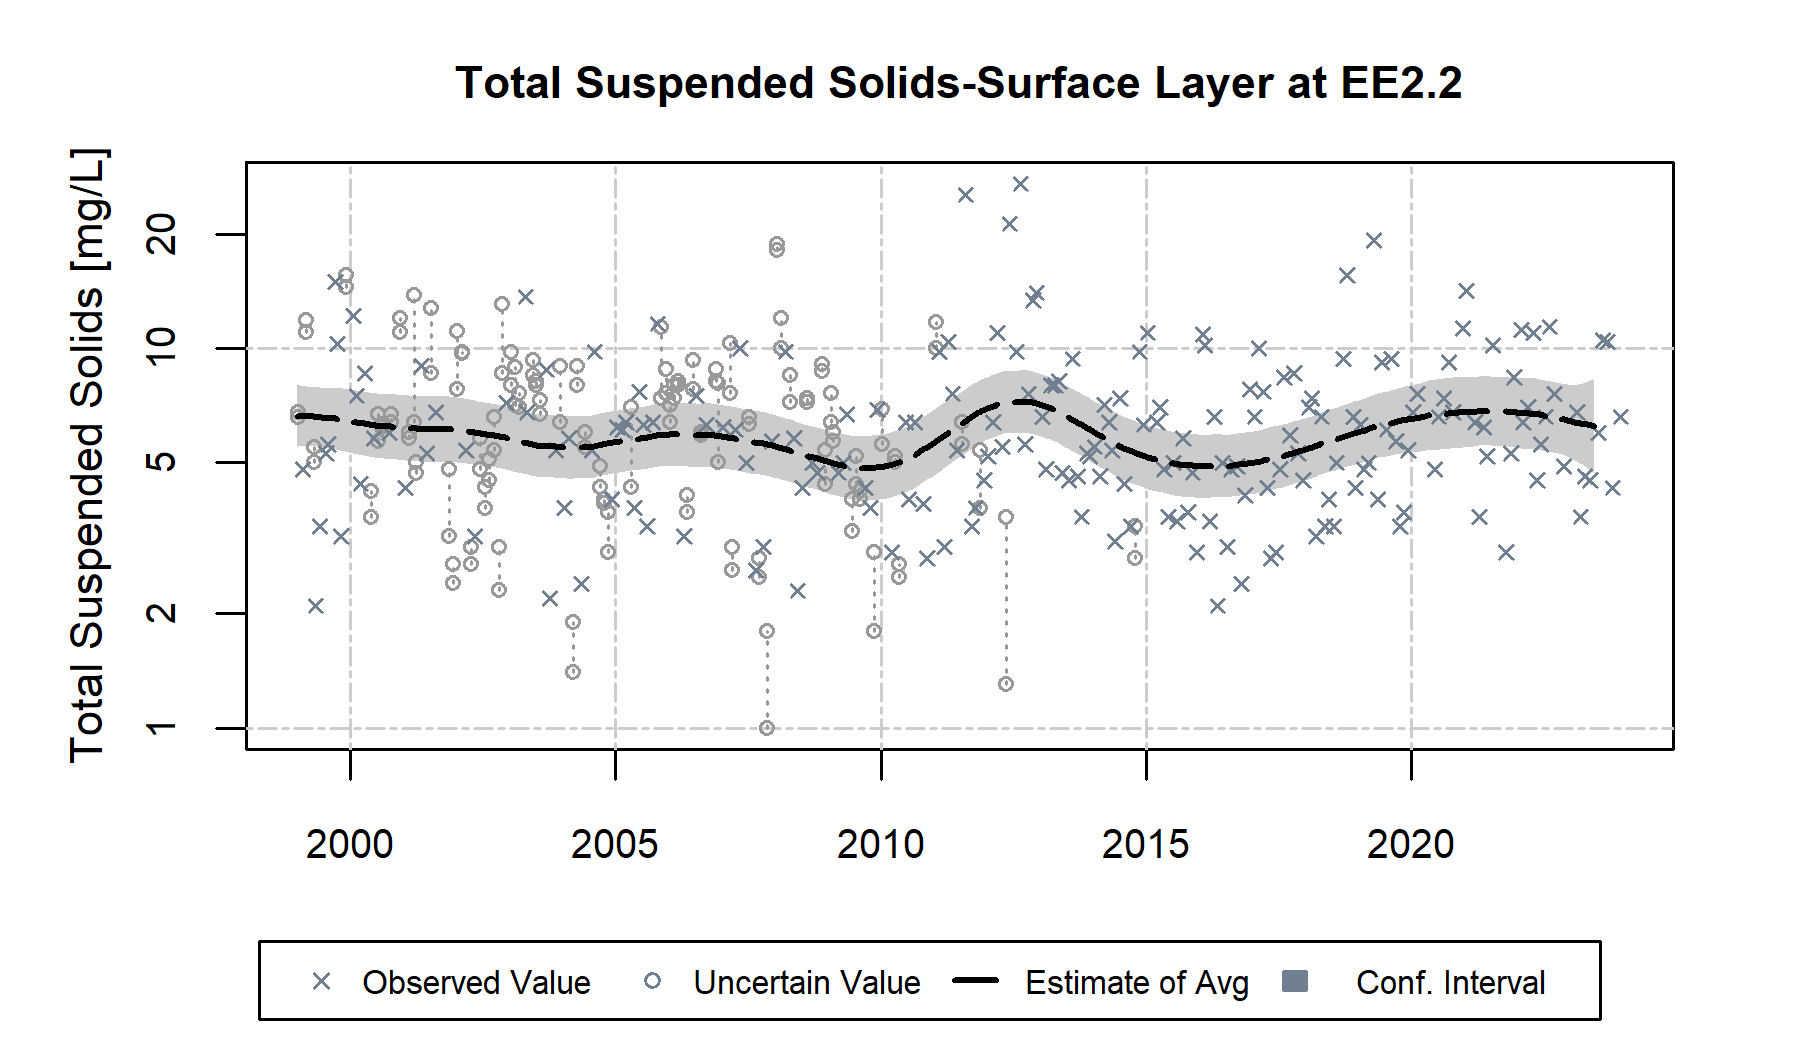 Total Suspended Solids-Surface Layer at EE2.2
Total Suspended Solids [mg/L]
20
10
5
2
1
2000 2005 2010 2015 2020
Observed Value Uncertain Value Estimate of Avg Conf. Interval